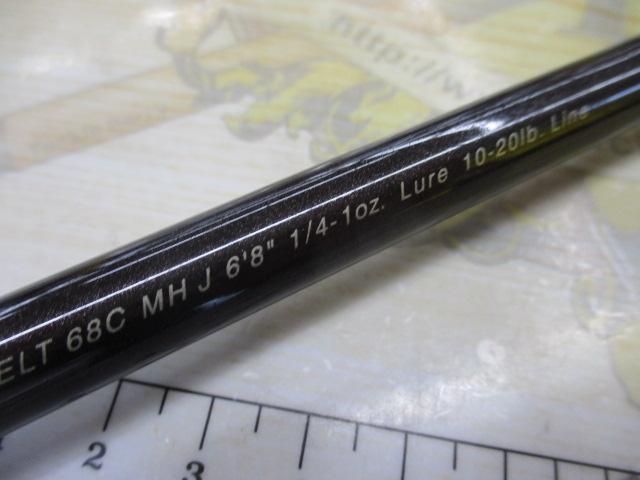 ELT 68C MH J 6'8" 1/4-1oz. Lure 10-20lb. Line
http://w
2
3